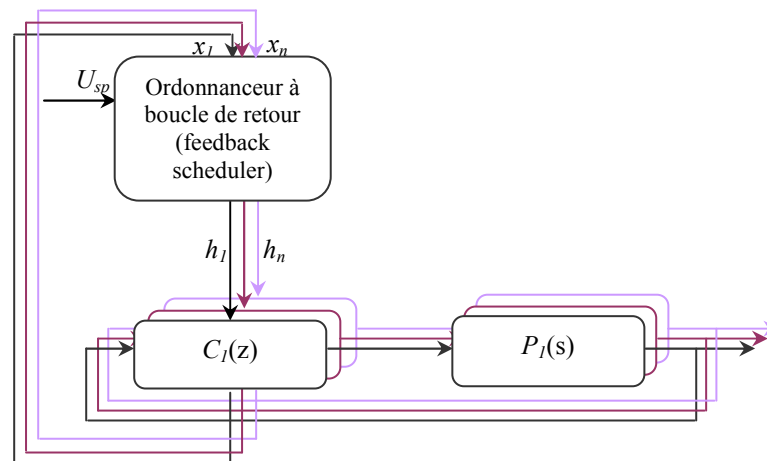 x1 xn
Usp
Ordonnanceur à
boucle de retour
(feedback
scheduler)
h1 hn
C1(z) P1(s)